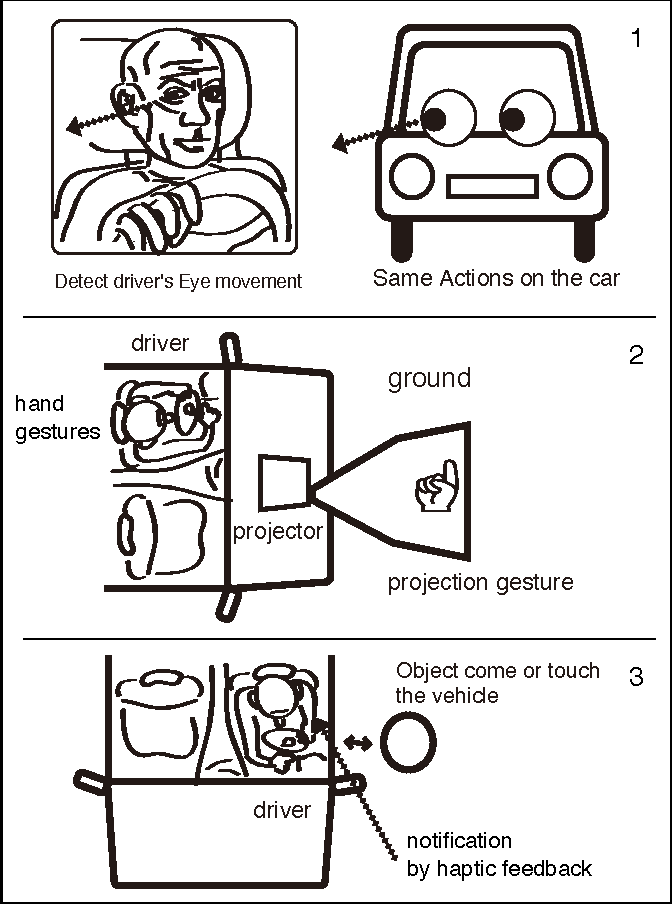 1
Detect driver's Eye movement
Same Actions on the car
2
driver
hand
gestures
ground
projector
projection gesture
3
Object come or touch
the vehicle
driver
notification
by haptic feedback